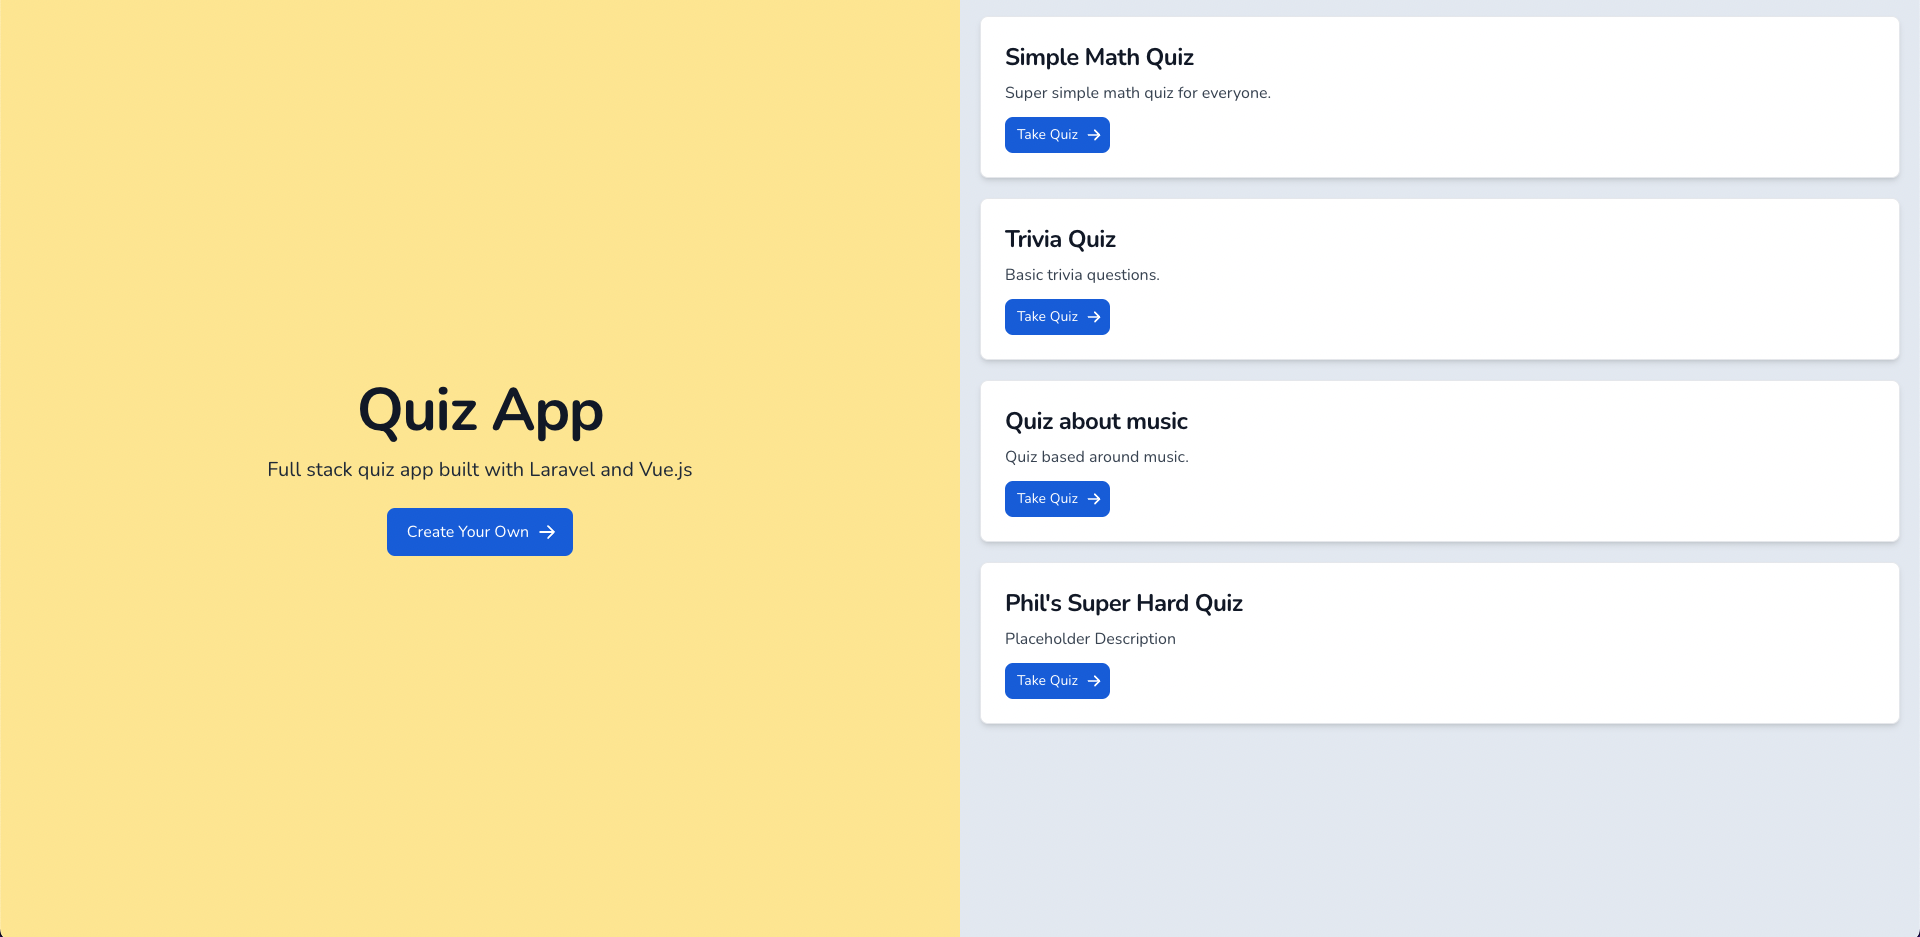 Quiz App
Full stack quiz app built with Laravel and Vue.js
Create Your Own
Simple Math Quiz
Super simple math quiz for everyone.
Take Quiz
Trivia Quiz
Basic trivia questions.
Take Quiz
Quiz about music
Quiz based around music.
Take Quiz
Phil's Super Hard Quiz
Placeholder Description
Take Quiz